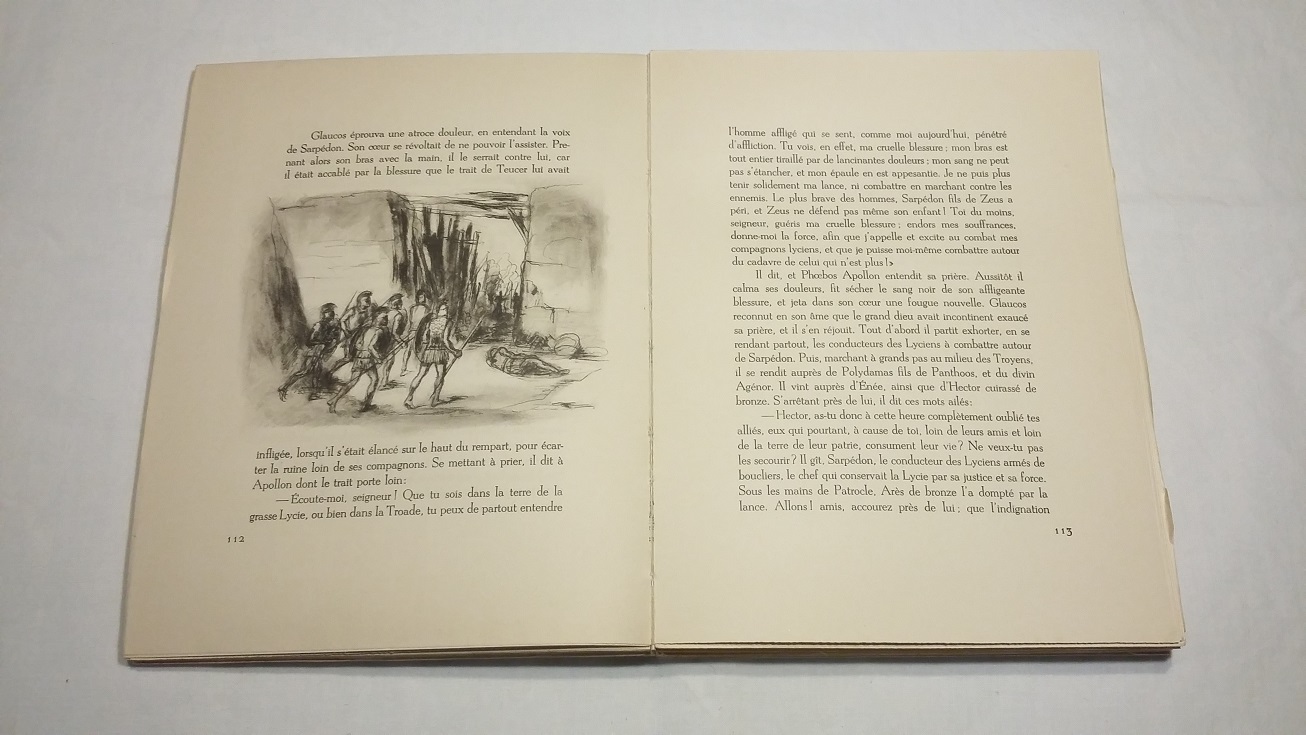 Glaucos éprouva une atroce douleur, en entendant la voix
de Sarpédon. Son cœur se révoltait de ne pouvoir l'assister. Pre-
nant alors son bras avec la main, il le serrait contre lui, car
il était accablé par la blessure que le trait de Teucer lui avait
infligée, lorsqu'il s'était élancé sur le haut du rempart, pour écar-
ter la ruine loin de ses compagnons. Se mettant à prier, il dit à
Apollon dont le trait porte loin:
— Écoute-moi, seigneur! Que tu sois dans la terre de la
grasse Lycie, ou bien dans la Troade, tu peux de partout entendre
112
l'homme affligé qui se sent, comme moi aujourd'hui, pénétré
d'affliction. Tu vois, en effet, ma cruelle blessure; mon bras est
tout entier tiraillé par de lancinantes douleurs; mon sang ne peut
pas s'étancher, et mon épaule en est appesantie. Je ne puis plus
tenir solidement ma lance, ni combattre en marchant contre les
ennemis. Le plus brave des hommes, Sarpédon fils de Zeus a
péri, et Zeus ne défend pas même son enfant! Toi du moins,
seigneur, guéris ma cruelle blessure; endors mes souffrances,
donne-moi la force, afin que j'appelle et excite au combat mes
compagnons lyciens, et que je puisse moi-même combattre autour
du cadavre de celui qui n'est plus!»
Il dit, et Phœbos Apollon entendit sa prière. Aussitôt il
calma ses douleurs, fit sécher le sang noir de son affligeante
blessure, et jeta dans son cœur une fougue nouvelle. Glaucos
reconnut en son âme que le grand dieu avait incontinent exaucé
sa prière, et il s'en réjouit. Tout d'abord il partit exhorter, en se
rendant partout, les conducteurs des Lyciens à combattre autour
de Sarpédon. Puis, marchant à grands pas au milieu des Troyens,
il se rendit auprès de Polydamas fils de Panthoos, et du divin
Agénor. Il vint auprès d'Énée, ainsi que d'Hector cuirassé de
bronze. S'arrêtant près de lui, il dit ces mots ailés:
— Hector, as-tu donc à cette heure complètement oublié tes
alliés, eux qui pourtant, à cause de toi, loin de leurs amis et loin
de la terre de leur patrie, consument leur vie? Ne veux-tu pas
les secourir? Il gît, Sarpédon, le conducteur des Lyciens armés de
boucliers, le chef qui conservait la Lycie par sa justice et sa force.
Sous les mains de Patrocle, Arès de bronze l'a dompté par la
lance. Allons! amis, accourez près de lui; que l'indignation
113